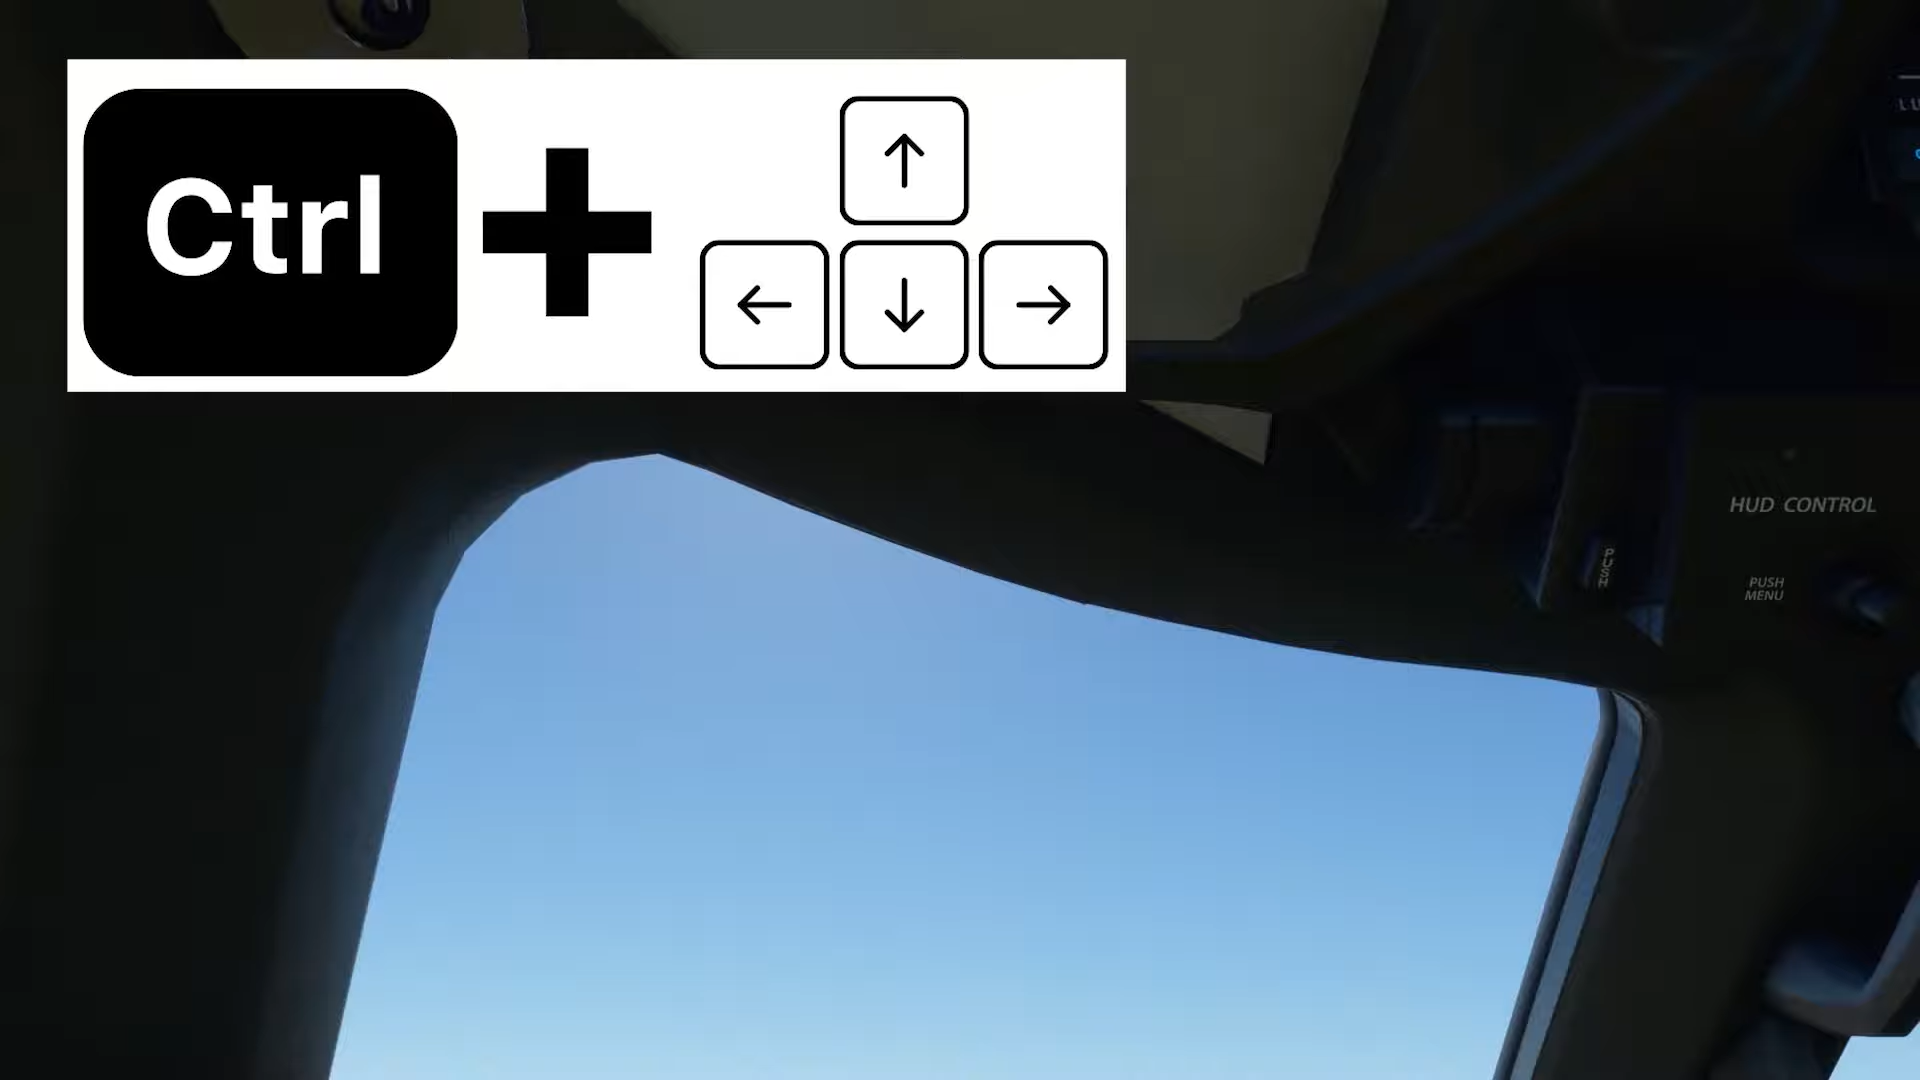 Ctrl
+
↑
← ↓ →
HUD CONTROL
PUSH
PUSH
MENU